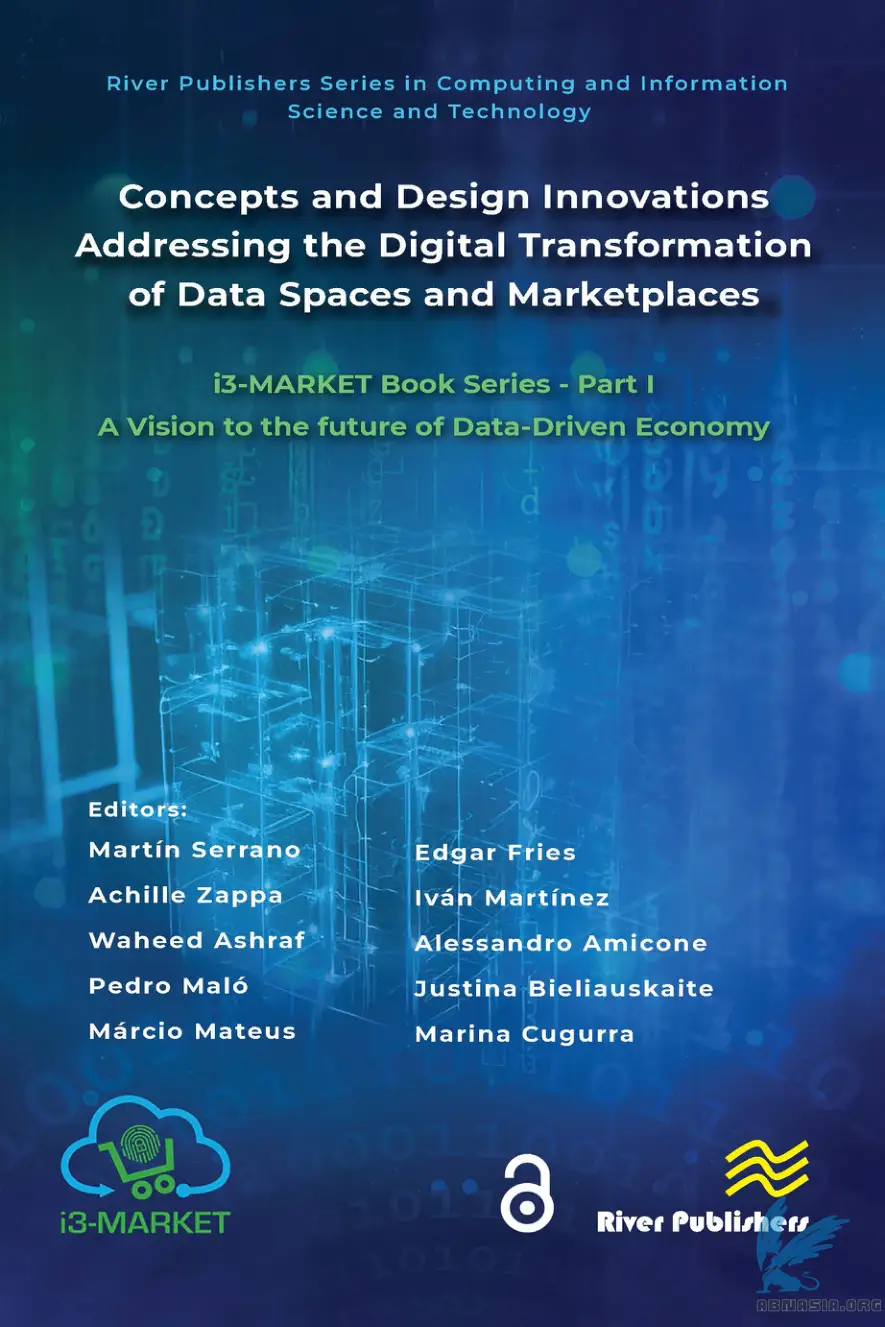 River Publishers Series in Computing and Information
Science and Technology
Concepts and Design Innovations
Addressing the Digital Transformation
of Data Spaces and Marketplaces
i3-MARKET Book Series - Part I
A Vision to the future of Data-Driven Economy
Editors:
Martín Serrano
Achille Zappa
Waheed Ashraf
Pedro Maló
Márcio Mateus
Edgar Fries
Iván Martínez
Alessandro Amicone
Justina Bieliauskaite
Marina Cugurra
i3-MARKET
River Publishers
ABNASIA.ORG